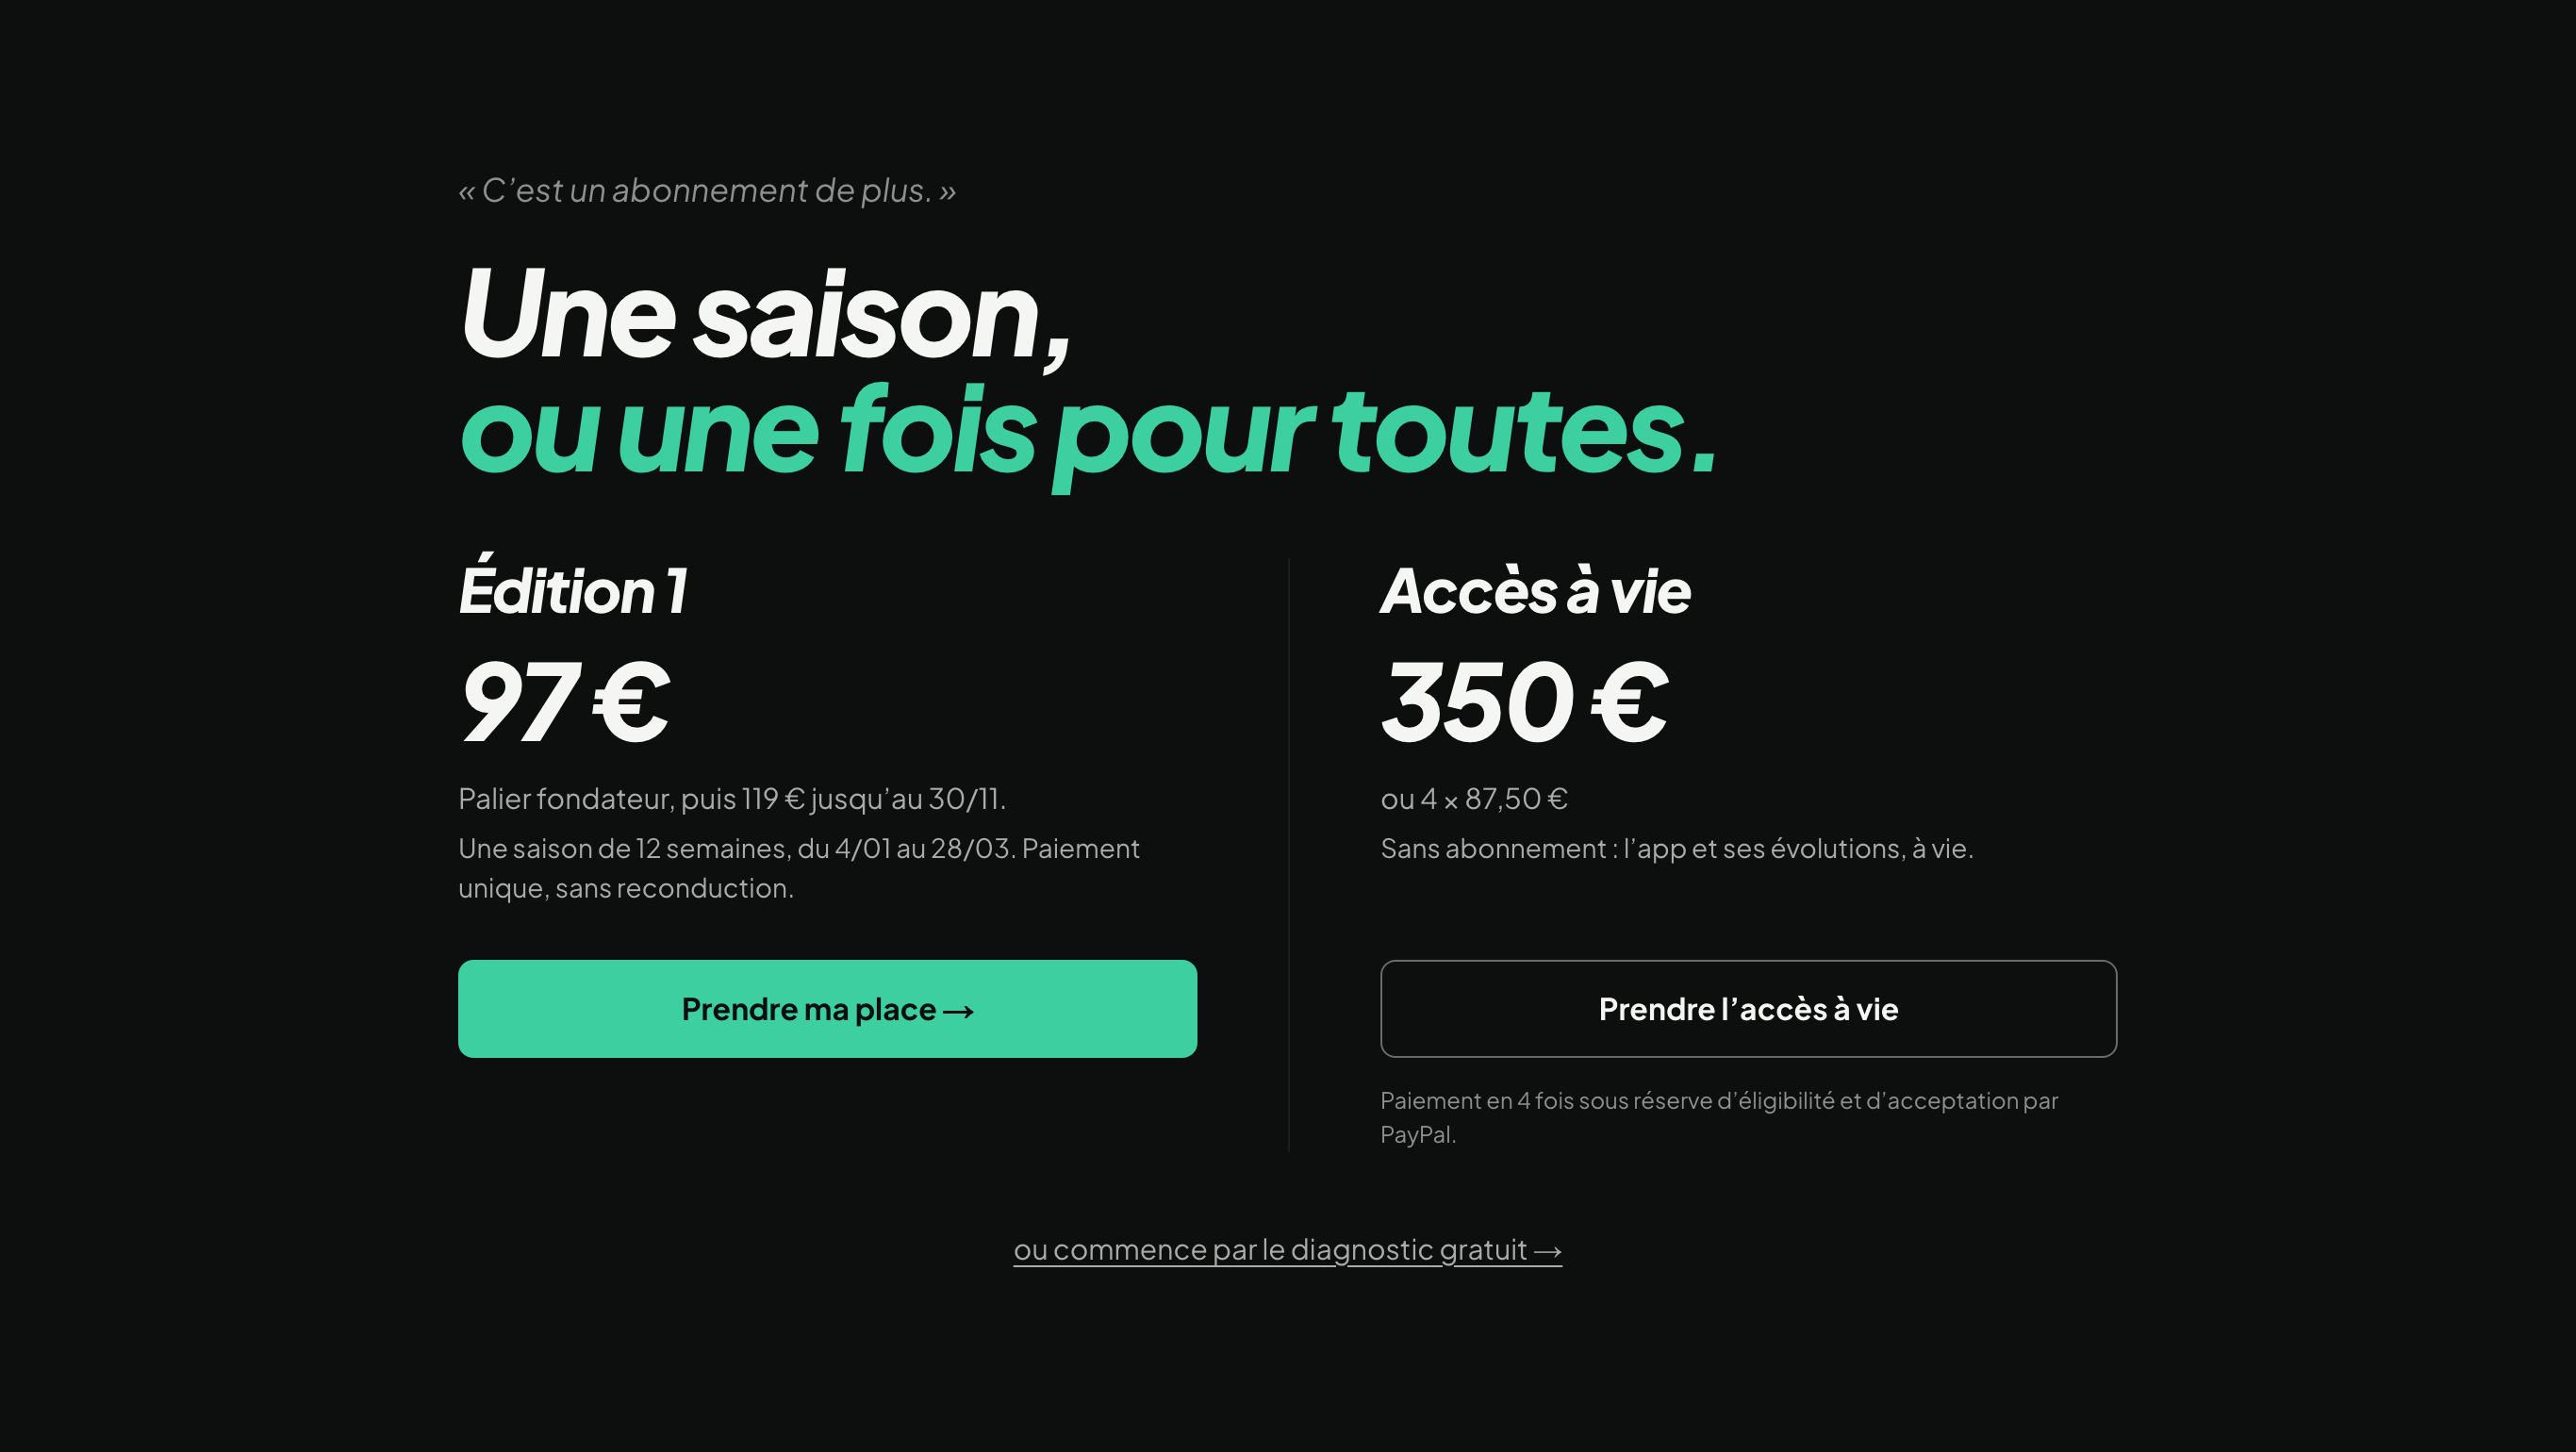 « C’est un abonnement de plus. »
Une saison,
ou une fois pour toutes.
Édition 1
97 €
Palier fondateur, puis 119 € jusqu’au 30/11.
Une saison de 12 semaines, du 4/01 au 28/03. Paiement
unique, sans reconduction.
Prendre ma place →
Accès à vie
350 €
ou 4 × 87,50 €
Sans abonnement : l’app et ses évolutions, à vie.
Prendre l’accès à vie
Paiement en 4 fois sous réserve d’éligibilité et d’acceptation par
PayPal.
ou commence par le diagnostic gratuit →